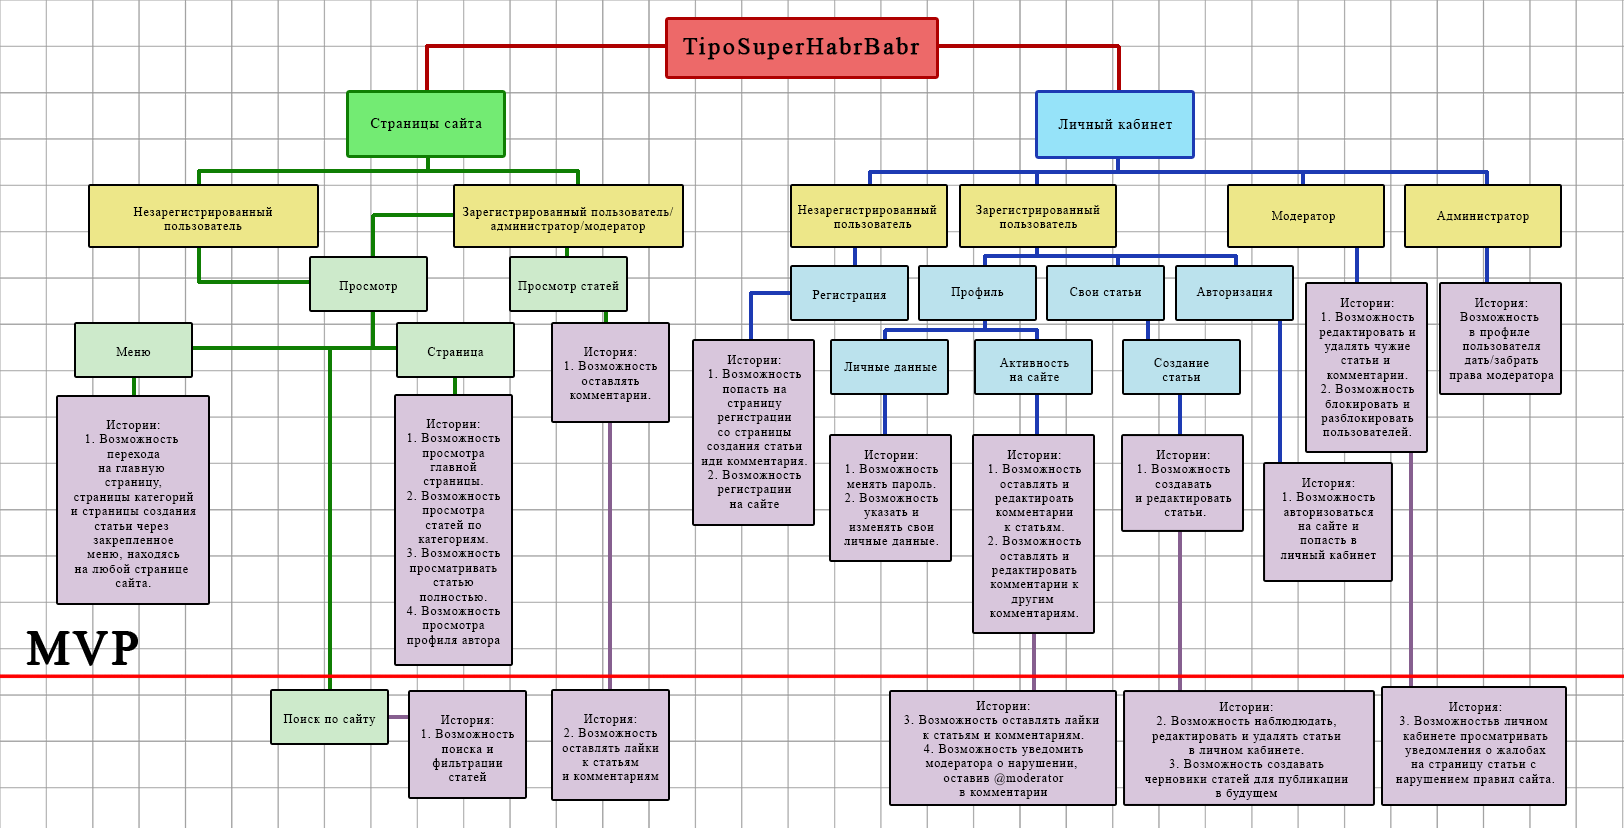 TipoSuperHabrBabr
Страницы сайта
Личный кабинет
Незарегистрированный
пользователь
Зарегистрированный пользователь/
администратор/модератор
Незарегистрированный
пользователь
Зарегистрированный
пользователь
Модератор
Администратор
Просмотр
Просмотр статей
Регистрация
Профиль
Свои статьи
Авторизация
Меню
Страница
Личные данные
Активность
на сайте
Создание
статьи
Истории:
1. Возможность
перехода
на главную
страницу,
страницы категорий
и страницы создания
статьи через
закрепленное
меню, находясь
на любой странице
сайта.
Истории:
1. Возможность
просмотра
главной
страницы.
2. Возможность
просмотра
статей по
категориям.
3. Возможность
просматривать
статью
полностью.
4. Возможность
просмотра
профиля автора
История:
1. Возможность
оставлять
комментарии.
Истории:
1. Возможность
попасть на
страницу
регистрации
со страницы
создания статьи
иди комментария.
2. Возможность
регистрации
на сайте
Истории:
1. Возможность
менять пароль.
2. Возможность
указать и
изменять свои
личные данные.
Истории:
1. Возможность
оставлять и
редактироать
комментарии
к статьям.
2. Возможность
оставлять и
редактировать
комментарии к
другим
комментариям.
Истории:
1. Возможность
создавать
и редактировать
статьи.
История:
1. Возможность
авторизоваться
на сайте и
попасть в
личный кабинет
Истории:
1. Возможность
редактировать и
удалять чужие
статьи и
комментарии.
2. Возможность
блокировать и
разблокировать
пользователей.
История:
Возможность
в профиле
пользователя
дать/забрать
права модератора
MVP
Поиск по сайту
История:
1. Возможность
поиска и
фильтрации
статей
История:
2. Возможность
оставлять лайки
к статьям
и комментариям
Истории:
3. Возможность оставлять лайки
к статьям и комментариям.
4. Возможность уведомить
модератора о нарушении,
оставив @moderator
в комментарии
Истории:
2. Возможность наблюдюдать,
редактировать и удалять статьи
в личном кабинете.
3. Возможность создавать
черновики статей для публикации
в будущем
История:
3. Возможностьв личном
кабинете просматривать
уведомления о жалобах
на страницу статьи с
нарушением правил сайта.